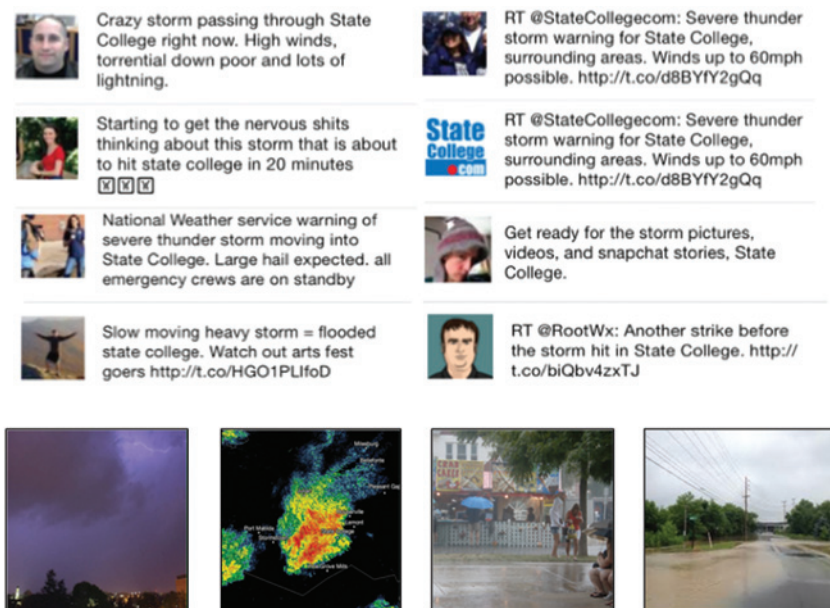 Crazy storm passing through State
College right now. High winds,
torrential down poor and lots of
lightning.
Starting to get the nervous shits
thinking about this storm that is about
to hit state college in 20 minutes
National Weather service warning of
severe thunder storm moving into
State College. Large hail expected. all
emergency crews are on standby
Slow moving heavy storm = flooded
state college. Watch out arts fest
goers http://t.co/HGO1PLIfoD
RT @StateCollegecom: Severe thunder
storm warning for State College,
surrounding areas. Winds up to 60mph
possible. http://t.co/d8BYfY2gQq
State
College
.com
RT @StateCollegecom: Severe thunder
storm warning for State College,
surrounding areas. Winds up to 60mph
possible. http://t.co/d8BYfY2gQq
Get ready for the storm pictures,
videos, and snapchat stories, State
College.
RT @RootWx: Another strike before
the storm hit in State College. http://
t.co/biQbv4zxTJ
Milesburg
Pleasant Gap
Port Matilda
Lemont